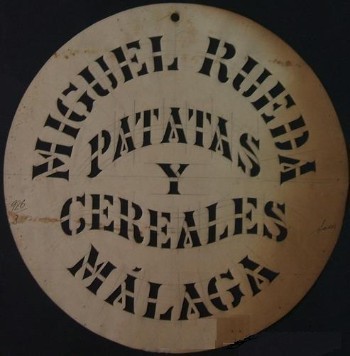 MIGUEL RUEDA
PATATAS
Y
CEREALES
MÁLAGA